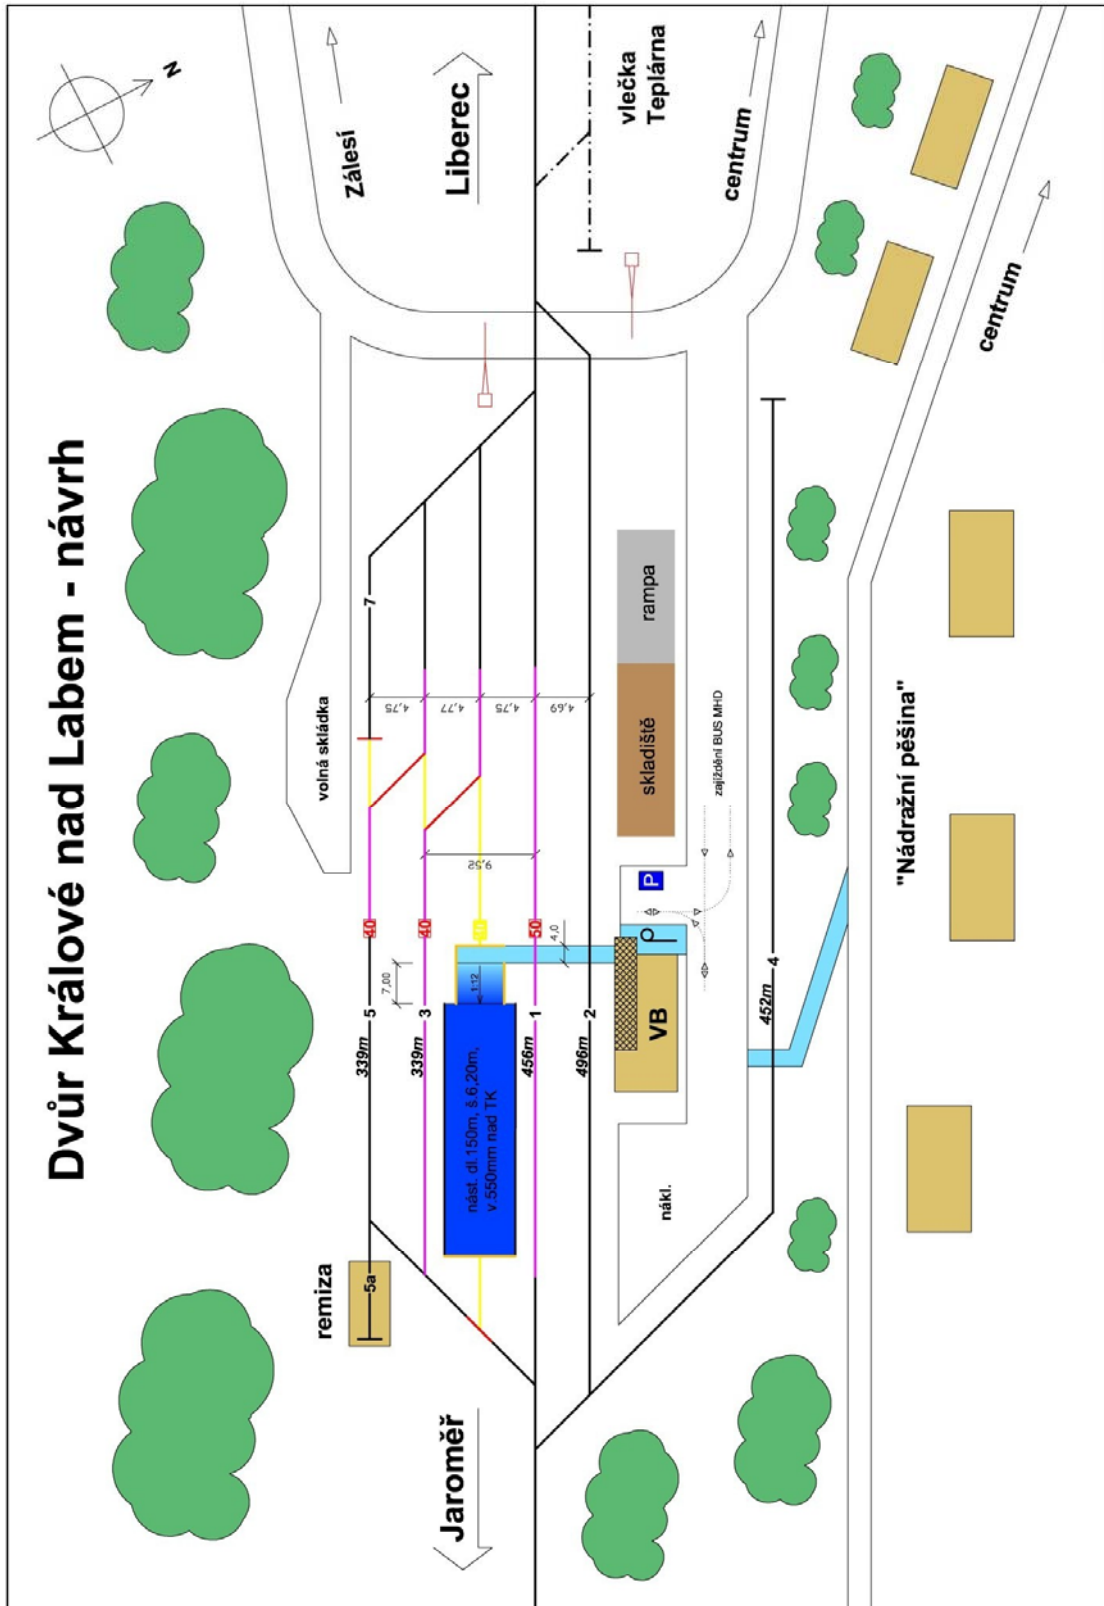 Dvůr Králové nad Labem - návrh
N
Zálesí
Liberec
vlečka
Teplárna
centrum
centrum
volná skládka
7
4,75
4,77
4,75
4,69
9,52
rampa
skladiště
zajíždění BUS MHD
P
"Nádražní pěšina"
40
40
50
4,0
7,00
1:12
5
339m
3
339m
1
456m
2
496m
4
452m
VB
nást. dl.150m, š.6,20m,
v.550mm nad TK
nákl.
remiza
5a
Jaroměř